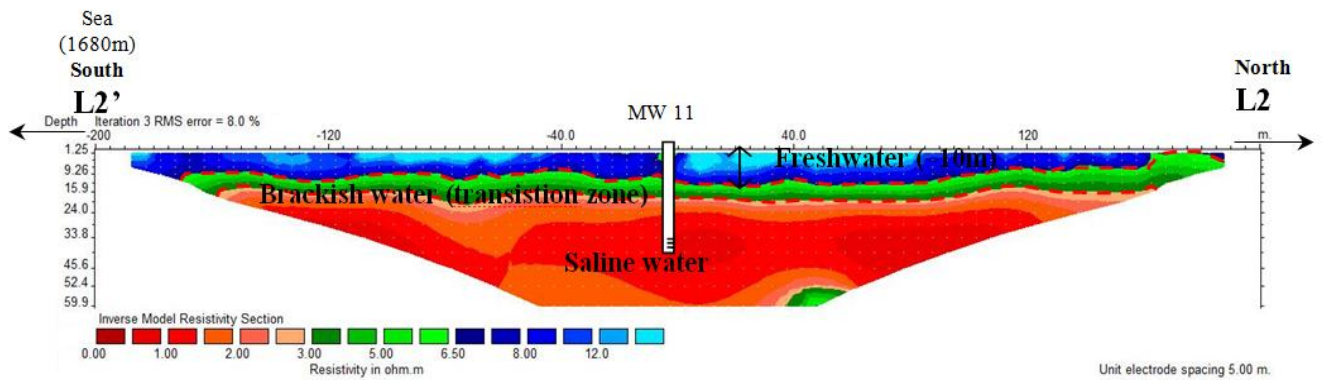 Sea
(1680m)
South
L2’
North
L2
MW 11
Depth Iteration 3 RMS error = 8.0 %
-200 -120 -40.0 40.0 120 m.
1.25
9.26
15.9
24.0
33.8
45.6
52.4
59.9
Freshwater ( 10m)
Brackish water (transistion zone)
Saline water
Inverse Model Resistivity Section
0.00 1.00 2.00 3.00 5.00 6.50 8.00 12.0
Resistivity in ohm.m
Unit electrode spacing 5.00 m.